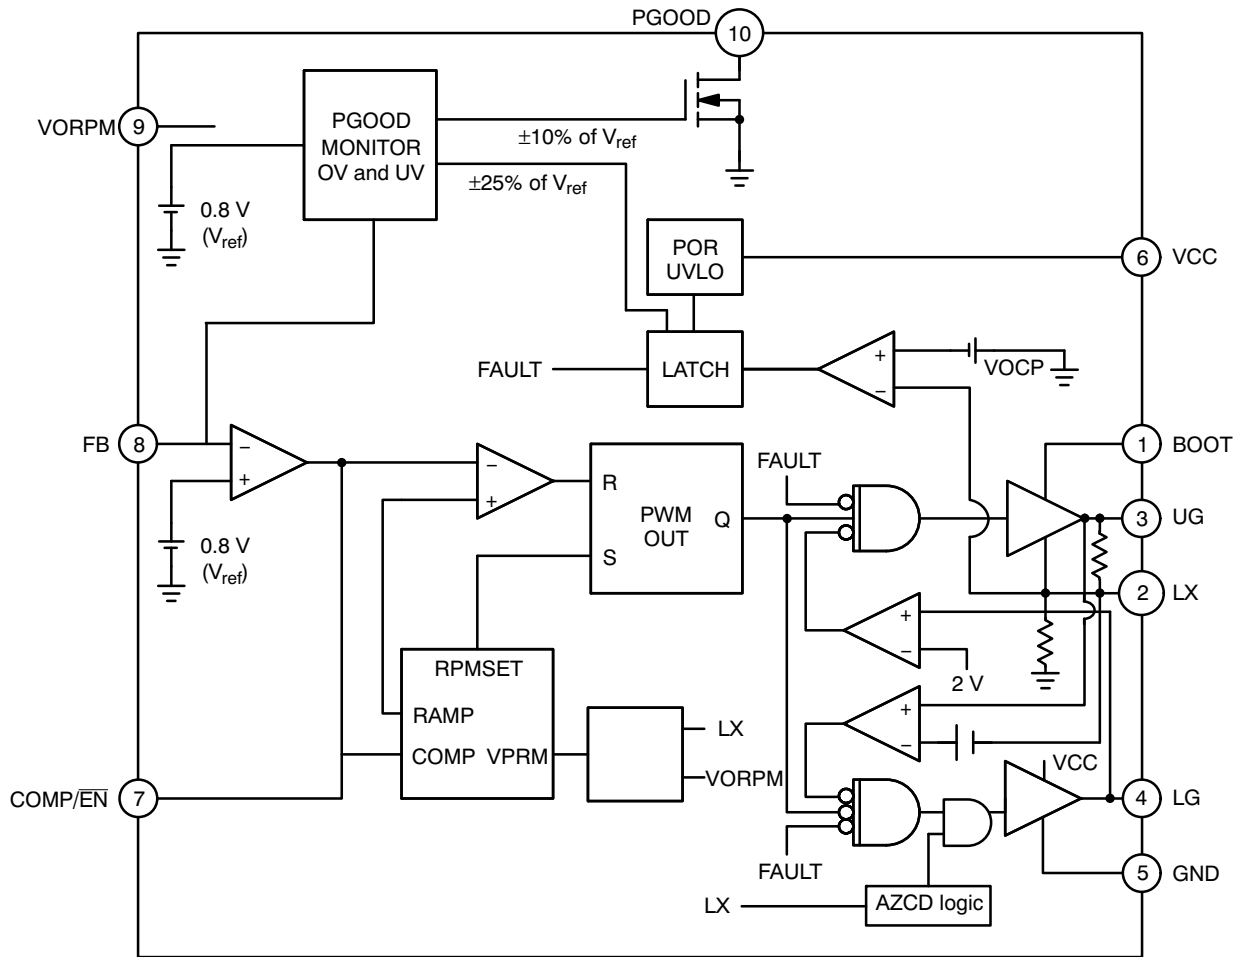 PGOOD
10
VORPM
9
PGOOD
MONITOR
OV and UV
±10% of Vref
±25% of Vref
0.8 V
(Vref)
POR
UVLO
6
VCC
FAULT
LATCH
+
−
VOCP
FB
8
−
+
−
+
R
S
PWM
OUT
Q
FAULT
1
BOOT
3
UG
2
LX
0.8 V
(Vref)
+
−
2 V
RPMSET
RAMP
COMP
VPRM
LX
VORPM
+
−
VCC
COMP/EN
7
4
LG
FAULT
5
GND
LX
AZCD logic